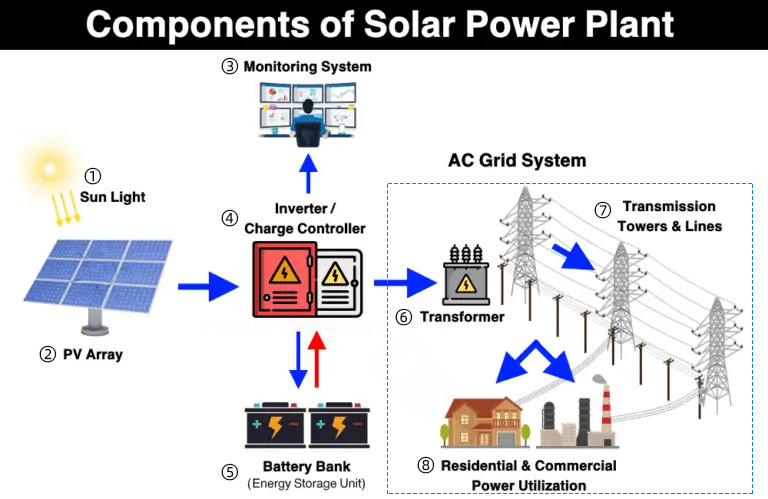 Components of Solar Power Plant
③ Monitoring System
① Sun Light
AC Grid System
④ Inverter /
Charge Controller
⑦ Transmission
Towers & Lines
② PV Array
⑥ Transformer
⑤ Battery Bank
(Energy Storage Unit)
⑧ Residential & Commercial
Power Utilization